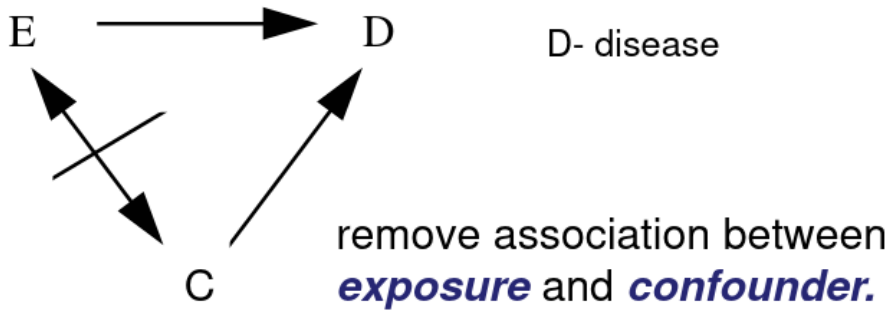 E D D- disease
remove association between
C exposure and confounder.